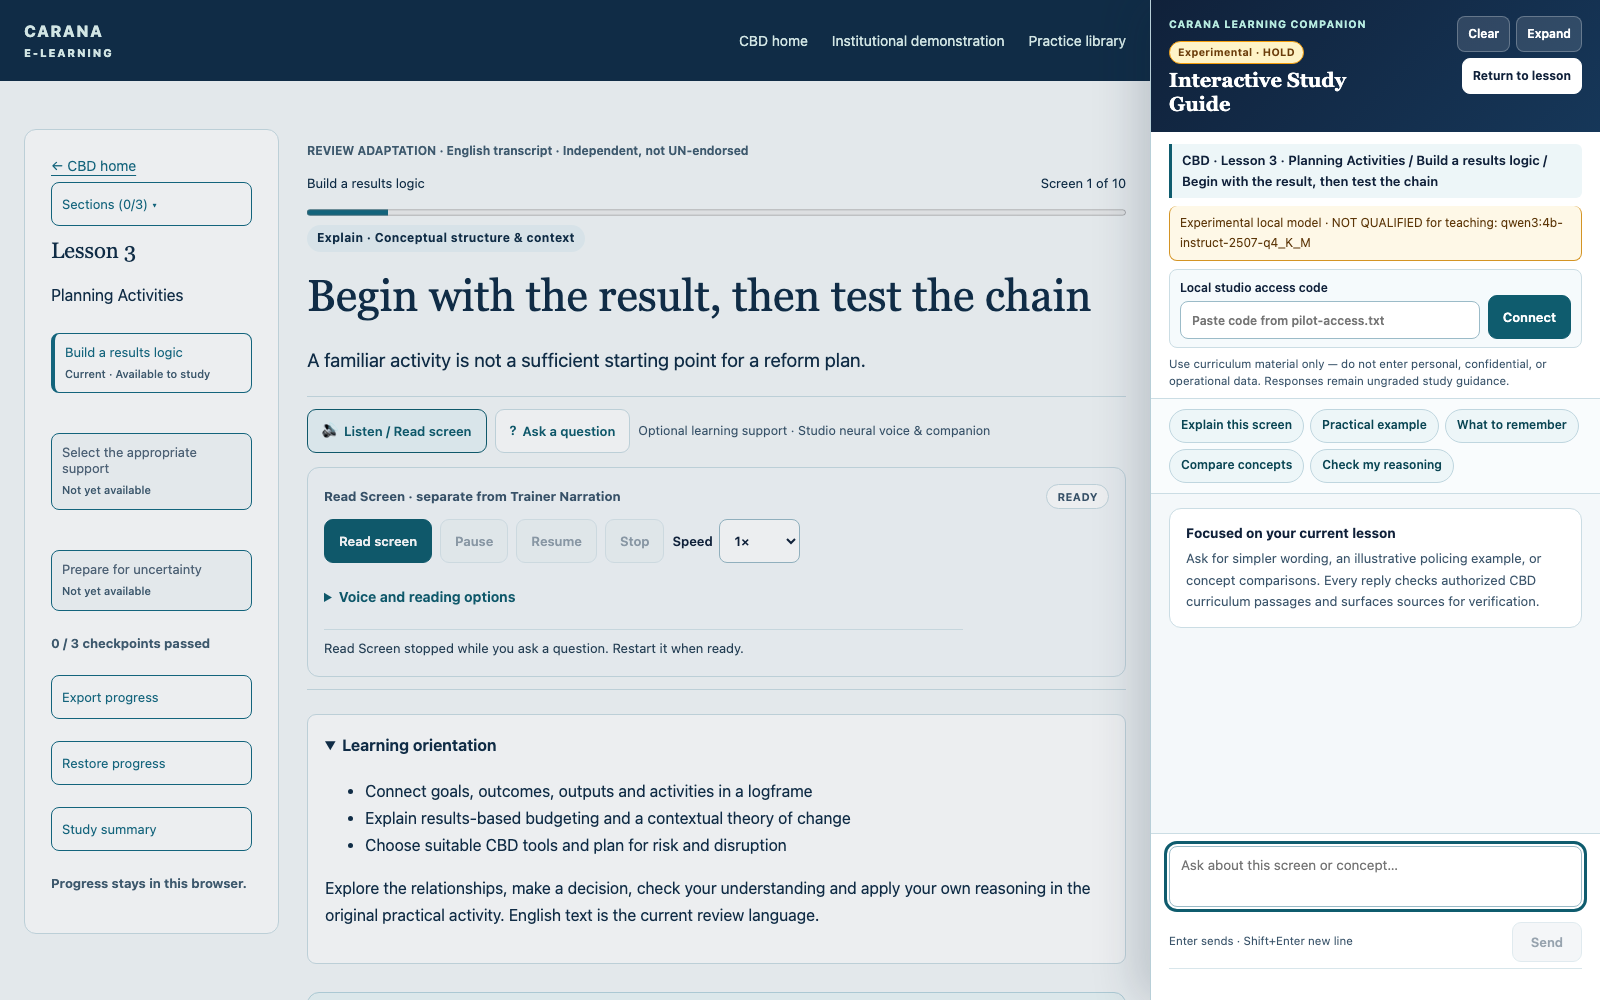 CARANA
E-LEARNING
CBD home
Institutional demonstration
Practice library
← CBD home
Sections (0/3) ▾
Lesson 3
Planning Activities
Build a results logic
Current · Available to study
Select the appropriate
support
Not yet available
Prepare for uncertainty
Not yet available
0 / 3 checkpoints passed
Export progress
Restore progress
Study summary
Progress stays in this browser.
REVIEW ADAPTATION · English transcript · Independent, not UN-endorsed
Build a results logic
Screen 1 of 10
Explain · Conceptual structure & context
Begin with the result, then test the chain
A familiar activity is not a sufficient starting point for a reform plan.
Listen / Read screen
? Ask a question
Optional learning support · Studio neural voice & companion
Read Screen · separate from Trainer Narration
READY
Read screen
Pause
Resume
Stop
Speed
1×
▶ Voice and reading options
Read Screen stopped while you ask a question. Restart it when ready.
▼ Learning orientation
• Connect goals, outcomes, outputs and activities in a logframe
• Explain results-based budgeting and a contextual theory of change
• Choose suitable CBD tools and plan for risk and disruption
Explore the relationships, make a decision, check your understanding and apply your own reasoning in the
original practical activity. English text is the current review language.
CARANA LEARNING COMPANION
Experimental · HOLD
Interactive Study
Guide
Clear
Expand
Return to lesson
CBD · Lesson 3 · Planning Activities / Build a results logic /
Begin with the result, then test the chain
Experimental local model · NOT QUALIFIED for teaching: qwen3:4b-
instruct-2507-q4_K_M
Local studio access code
Paste code from pilot-access.txt
Connect
Use curriculum material only — do not enter personal, confidential, or
operational data. Responses remain ungraded study guidance.
Explain this screen
Practical example
What to remember
Compare concepts
Check my reasoning
Focused on your current lesson
Ask for simpler wording, an illustrative policing example, or
concept comparisons. Every reply checks authorized CBD
curriculum passages and surfaces sources for verification.
Ask about this screen or concept...
Enter sends · Shift+Enter new line
Send